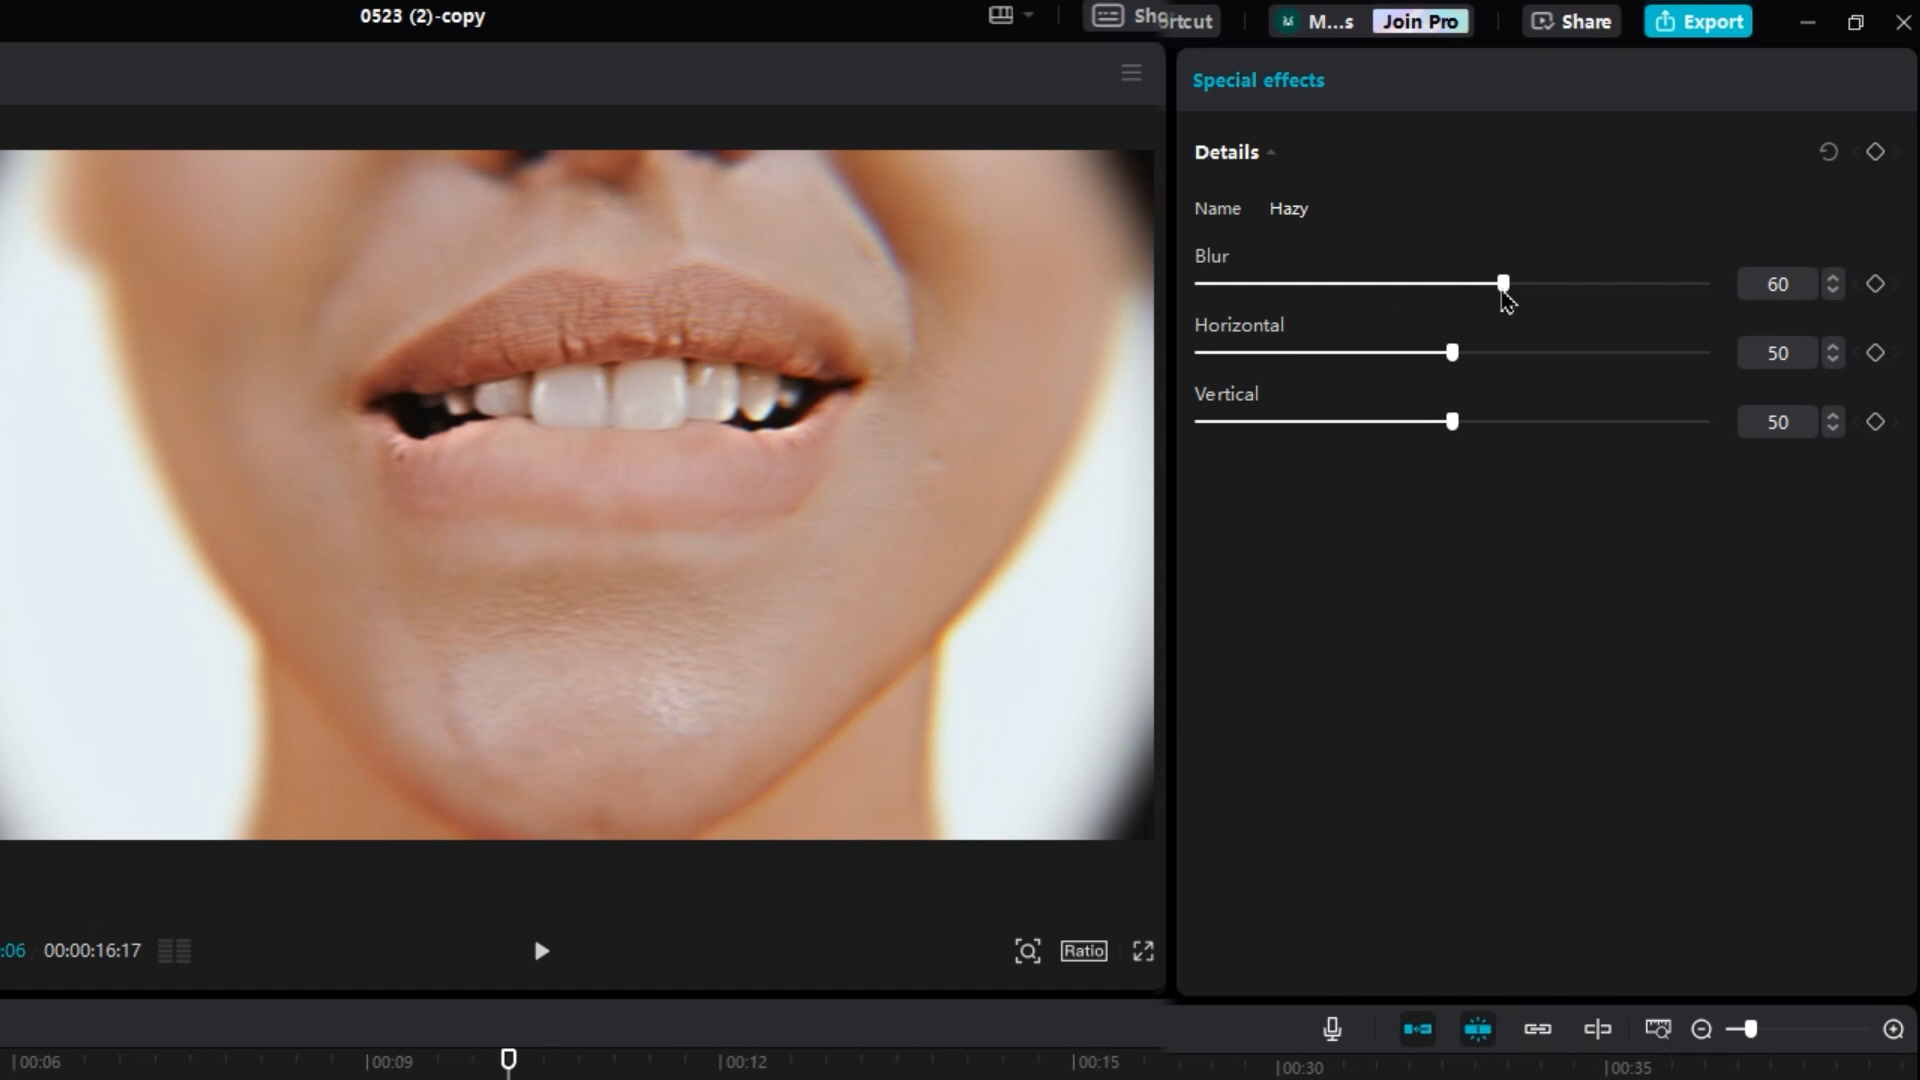 0523 (2)-copy
Shortcut
M...s
Join Pro
Share
Export
Special effects
Details
Name Hazy
Blur
60
Horizontal
50
Vertical
50
:06 00:00:16:17
Ratio
00:06 00:09 00:12 00:15 00:30 00:35